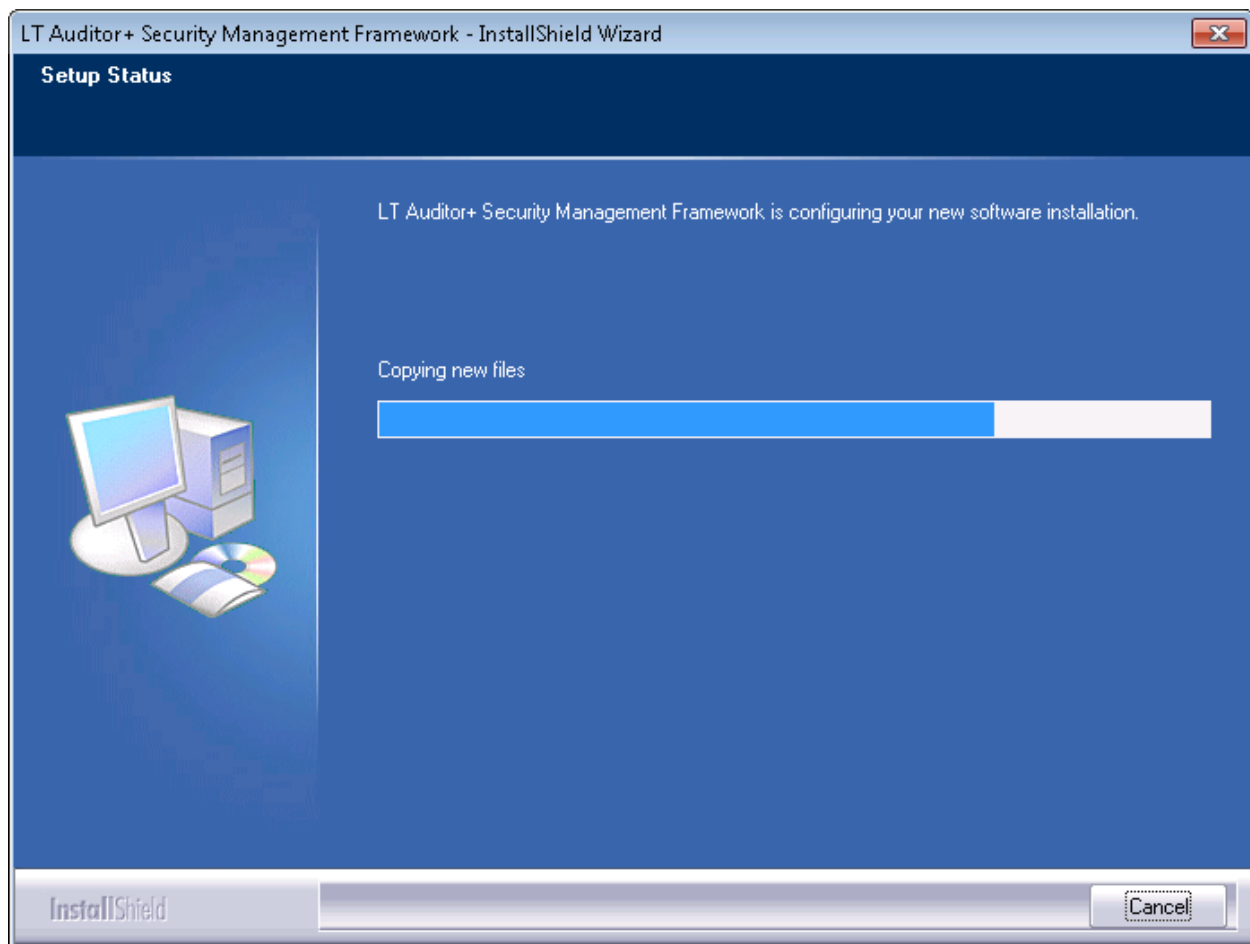 LT Auditor+ Security Management Framework - InstallShield Wizard
Setup Status
LT Auditor+ Security Management Framework is configuring your new software installation.
Copying new files
InstallShield
Cancel